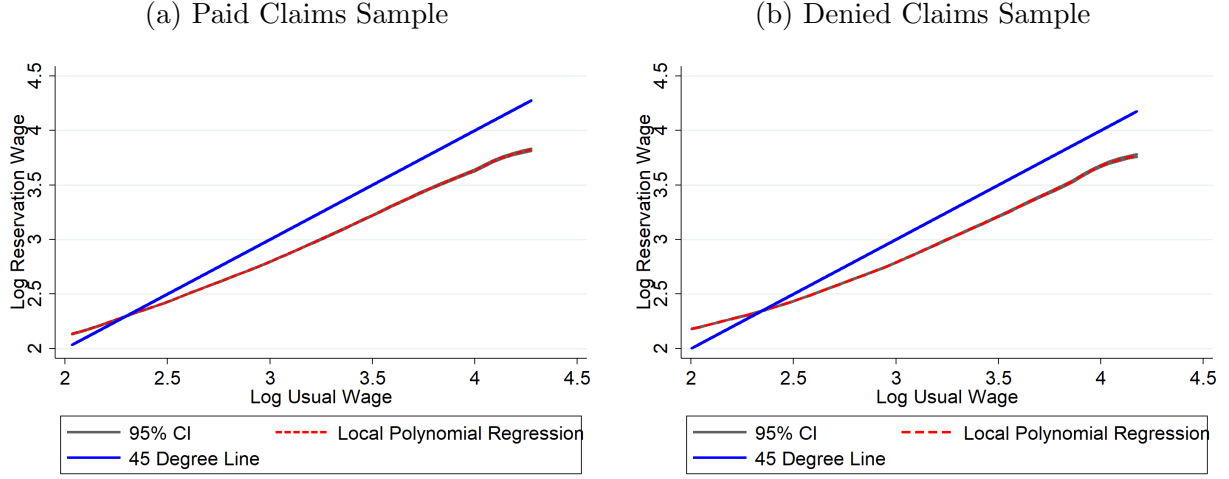 (a) Paid Claims Sample
Log Reservation Wage
4.5
4
3.5
3
2.5
2
2 2.5 3 3.5 4 4.5
Log Usual Wage
95% CI Local Polynomial Regression
45 Degree Line
(b) Denied Claims Sample
Log Reservation Wage
4.5
4
3.5
3
2.5
2
2 2.5 3 3.5 4 4.5
Log Usual Wage
95% CI Local Polynomial Regression
45 Degree Line